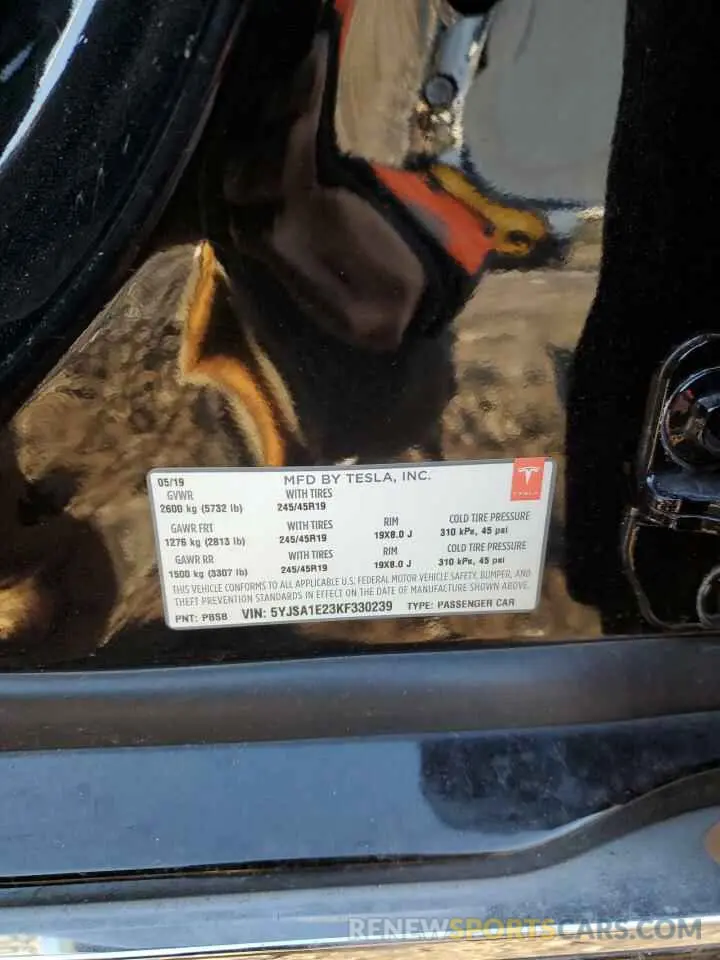 05/19 MFD BY TESLA, INC.
TESLA
GVWR WITH TIRES
2600 kg (5732 lb) 245/45R19
GAWR FRT WITH TIRES RIM COLD TIRE PRESSURE
1276 kg (2813 lb) 245/45R19 19X8.0 J 310 kPa, 45 psi
GAWR RR WITH TIRES RIM COLD TIRE PRESSURE
1500 kg (3307 lb) 245/45R19 19X8.0 J 310 kPa, 45 psi
THIS VEHICLE CONFORMS TO ALL APPLICABLE U.S. FEDERAL MOTOR VEHICLE SAFETY, BUMPER, AND
THEFT PREVENTION STANDARDS IN EFFECT ON THE DATE OF MANUFACTURE SHOWN ABOVE.
PNT: PBSB VIN: 5YJSA1E23KF330239 TYPE: PASSENGER CAR
RENEWSPORTSCARS.COM